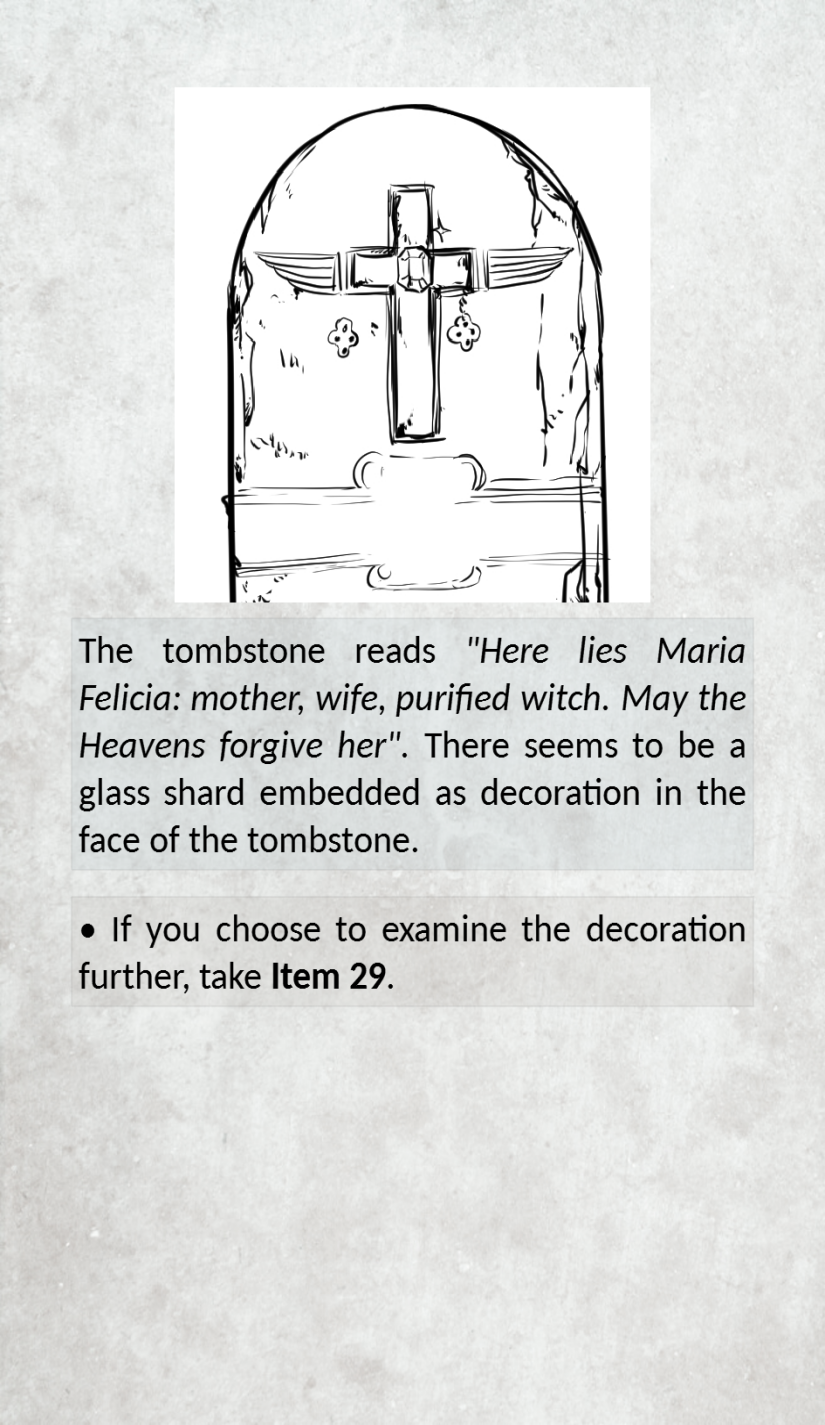 The tombstone reads "Here lies Maria
Felicia: mother, wife, purified witch. May the
Heavens forgive her". There seems to be a
glass shard embedded as decoration in the
face of the tombstone.
• If you choose to examine the decoration
further, take Item 29.